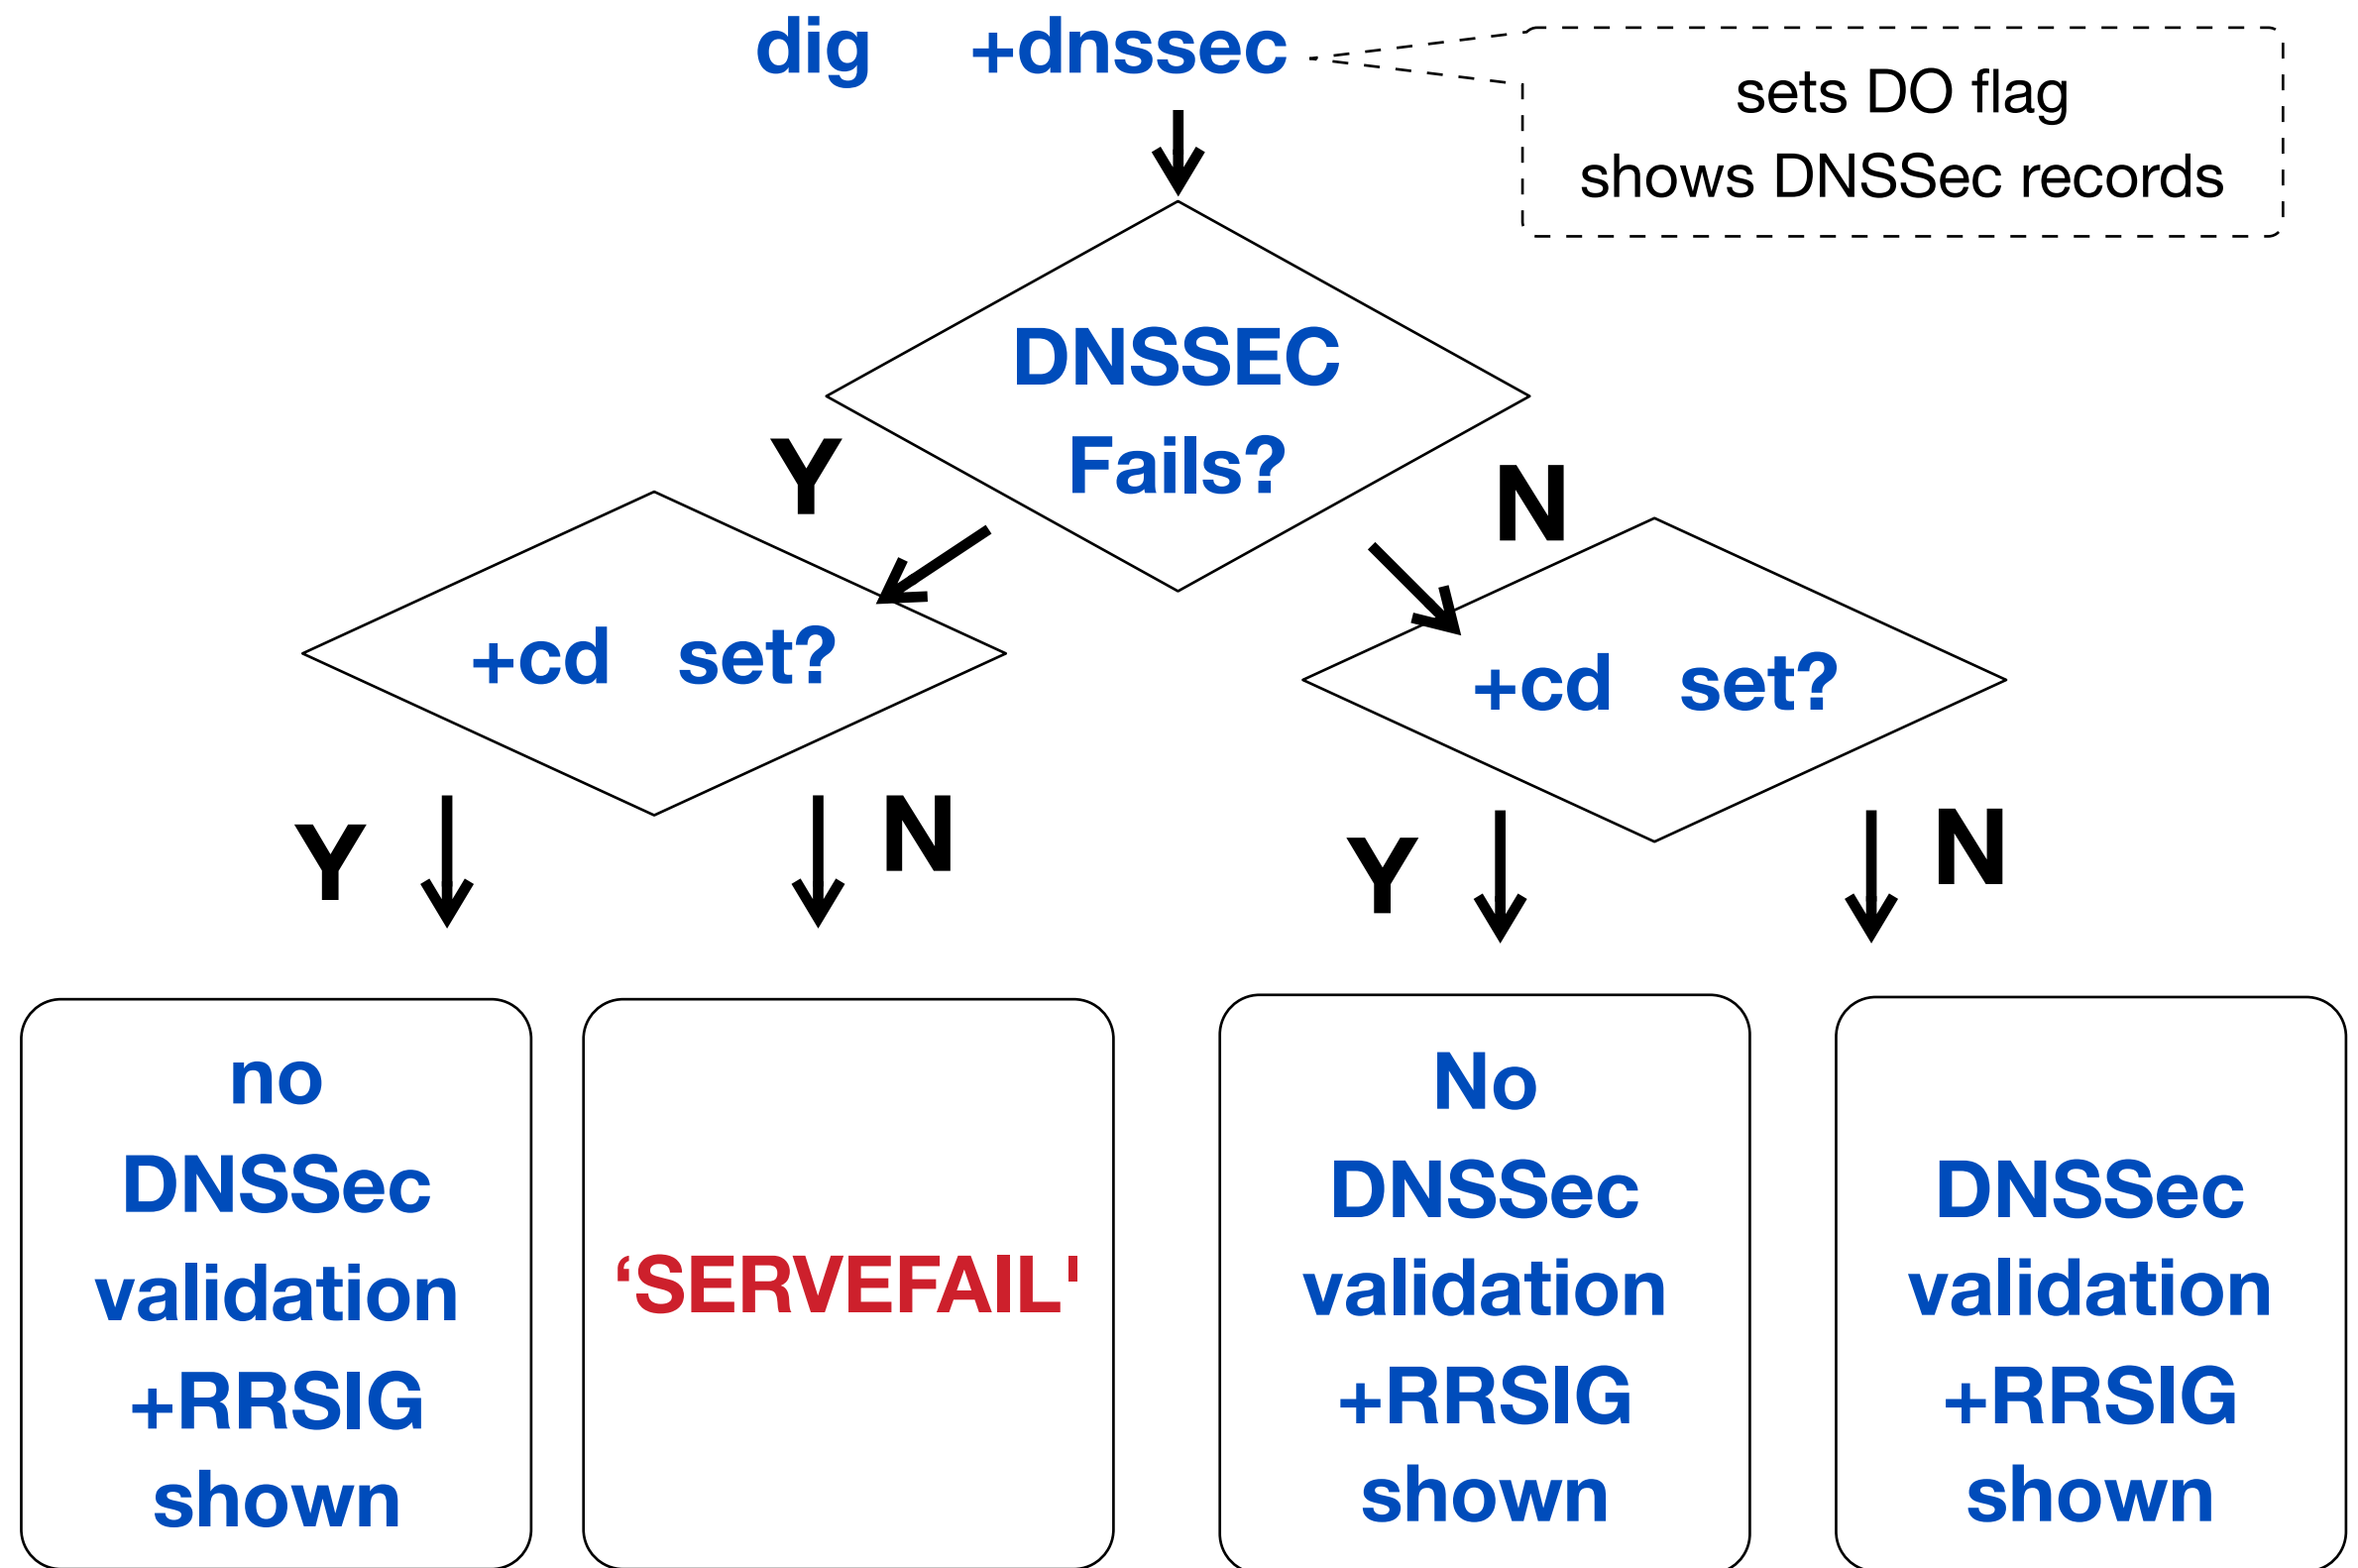 dig +dnssec
sets DO flag
shows DNSSec records
DNSSEC
Fails?
Y
N
+cd set?
+cd set?
Y
N
Y
N
no
DNSSec
validation
+RRSIG
shown
‘SERVEFAIL'
No
DNSSec
validation
+RRSIG
shown
DNSSec
validation
+RRSIG
shown